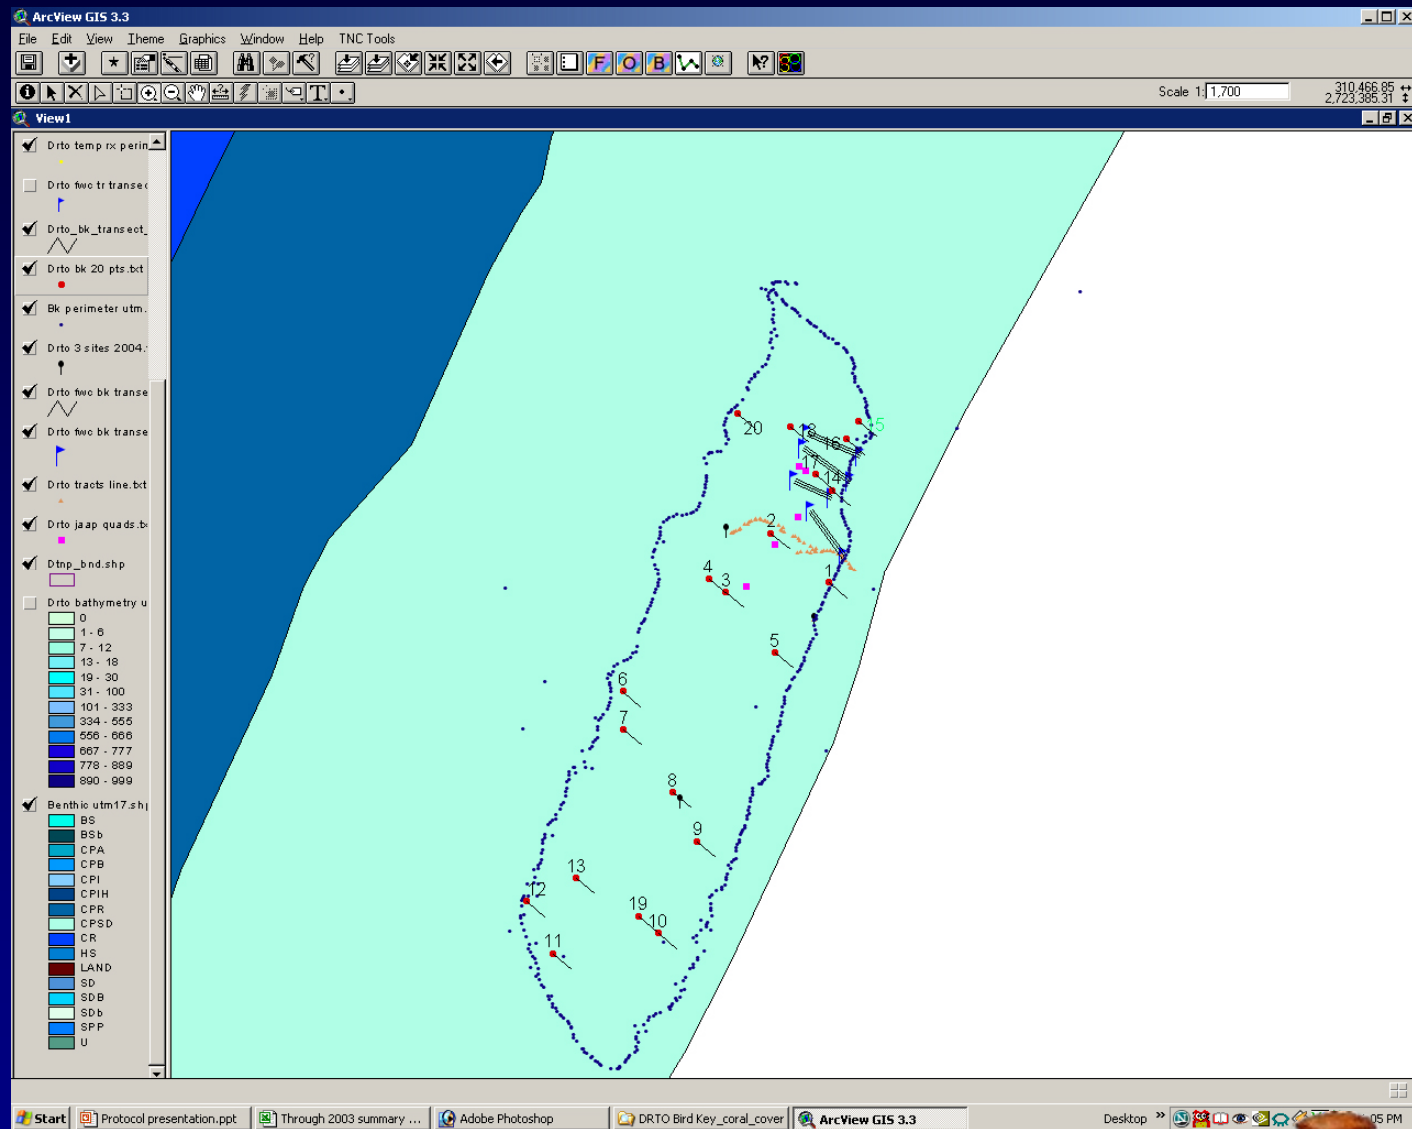 ArcView GIS 3.3
File Edit View Theme Graphics Window Help TNC Tools
Scale 1: 1,700
310,466.85
2,723,385.31
View1
Drto temp rx perim
Drto fwc tr transec
Drto_bk_transect_
Drto bk 20 pts.txt
Bk perimeter utm.
Drto 3 sites 2004.
Drto fwc bk transe
Drto fwc bk transe
Drto tracts line.txt
Drto jaap quads.tx
Dtnp_bnd.shp
Drto bathymetry u
0
1 - 6
7 - 12
13 - 18
19 - 30
31 - 100
101 - 333
334 - 555
556 - 666
667 - 777
778 - 889
890 - 999
Benthic utm17.shp
BS
BSb
CPA
CPB
CPI
CPIH
CPR
CPSD
CR
HS
LAND
SD
SDB
SDb
SPP
U
20
18
15
16
17
14
2
4
3
1
5
6
7
8
9
13
12
19
10
11
Start
Protocol presentation.ppt
Through 2003 summary ...
Adobe Photoshop
DRTO Bird Key_coral_cover
ArcView GIS 3.3
Desktop
05 PM